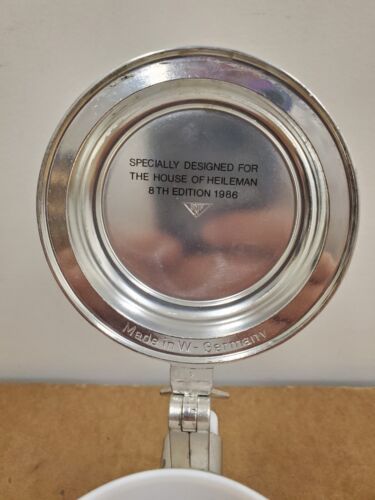 SPECIALLY DESIGNED FOR
THE HOUSE OF HEILEMAN
8TH EDITION 1986
Made in W-Germany